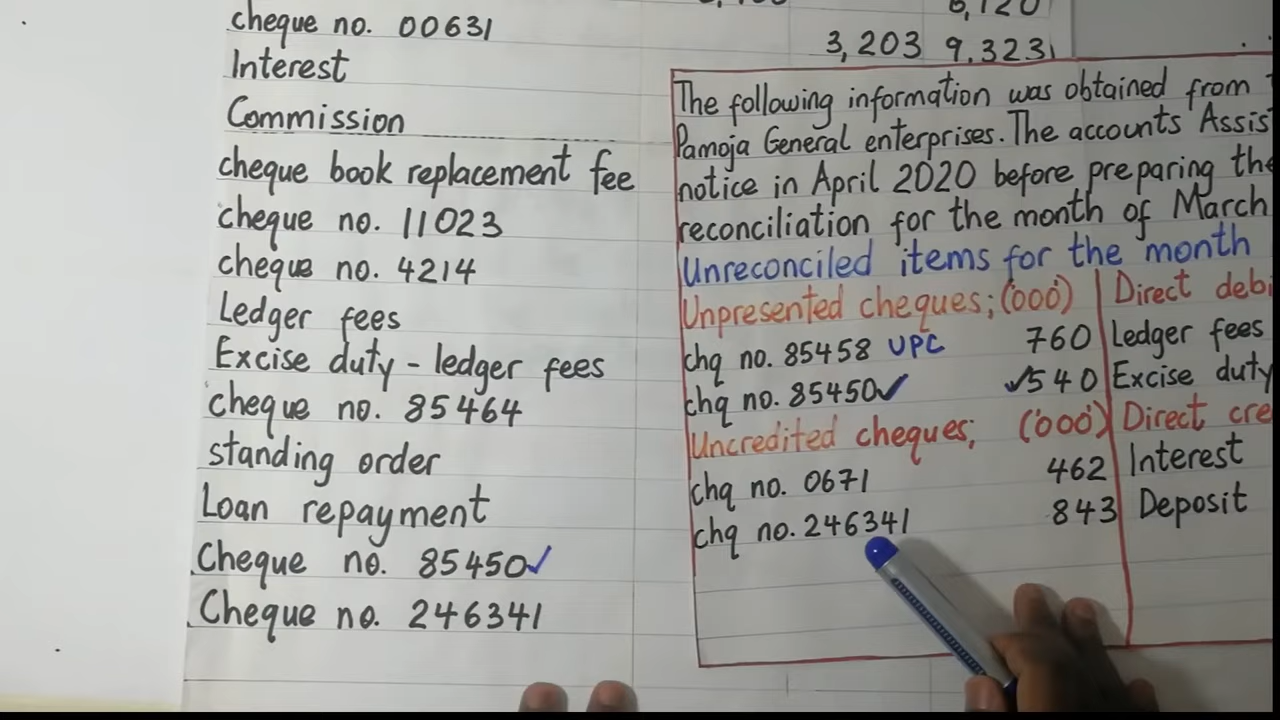 cheque no. 00631
Interest
Commission
cheque book replacement fee
cheque no. 11023
cheque no. 4214
Ledger fees
Excise duty - ledger fees
cheque no. 85464
standing order
Loan repayment
Cheque no. 85450✓
Cheque no. 246341
3,203 9,323
The following information was obtained from
Pamoja General enterprises. The accounts Assis
notice in April 2020 before preparing the
reconciliation for the month of March
Unreconciled items for the month
Unpresented cheques; ('000') Direct debi
chq no. 85458 UPC 760 Ledger fees
chq no. 85450✓ ✓540 Excise duty
Uncredited cheques; ('000') Direct cre
chq no. 0671 462 Interest
chq no. 246341 843 Deposit